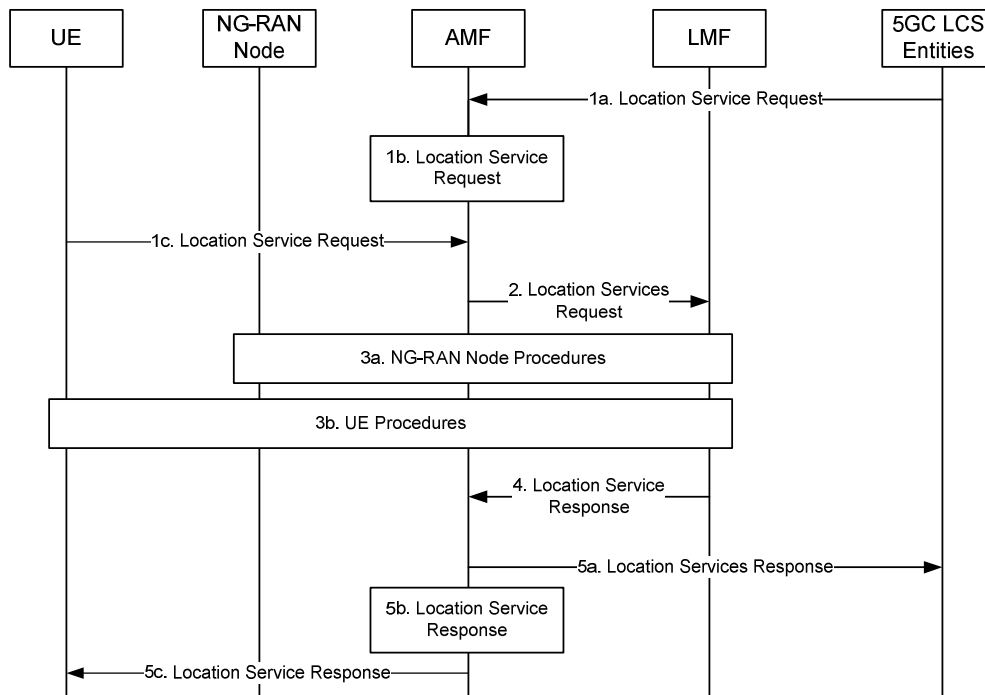 UE
NG-RAN
Node
AMF
LMF
5GC LCS
Entities
1a. Location Service Request
1b. Location Service
Request
1c. Location Service Request
2. Location Services
Request
3a. NG-RAN Node Procedures
3b. UE Procedures
4. Location Service
Response
5a. Location Services Response
5b. Location Service
Response
5c. Location Service Response